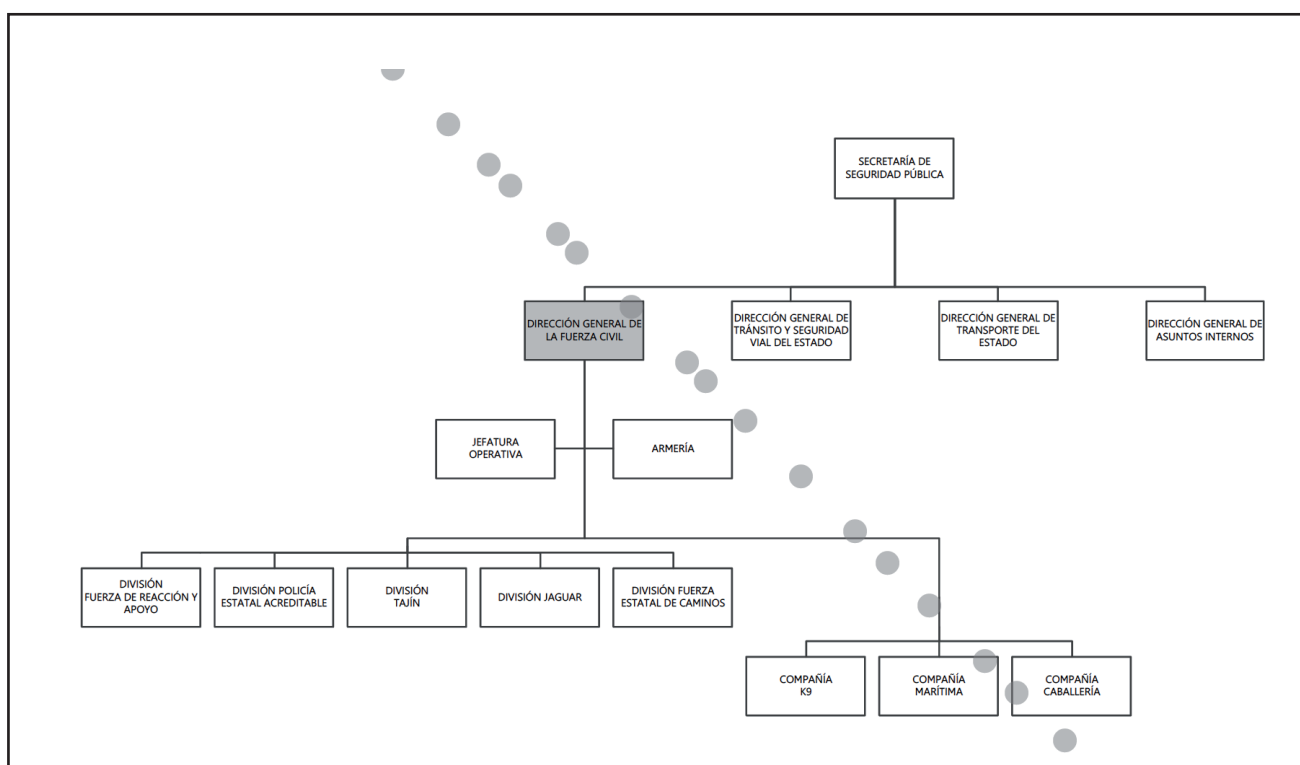 SECRETARÍA DE
SEGURIDAD PÚBLICA
DIRECCIÓN GENERAL DE
LA FUERZA CIVIL
DIRECCIÓN GENERAL DE
TRÁNSITO Y SEGURIDAD
VIAL DEL ESTADO
DIRECCIÓN GENERAL DE
TRANSPORTE DEL
ESTADO
DIRECCIÓN GENERAL DE
ASUNTOS INTERNOS
JEFATURA
OPERATIVA
ARMERÍA
DIVISIÓN
FUERZA DE REACCIÓN Y
APOYO
DIVISIÓN POLICÍA
ESTATAL ACREDITABLE
DIVISIÓN
TAJÍN
DIVISIÓN JAGUAR
DIVISIÓN FUERZA
ESTATAL DE CAMINOS
COMPAÑÍA
K9
COMPAÑÍA
MARÍTIMA
COMPAÑÍA
CABALLERÍA